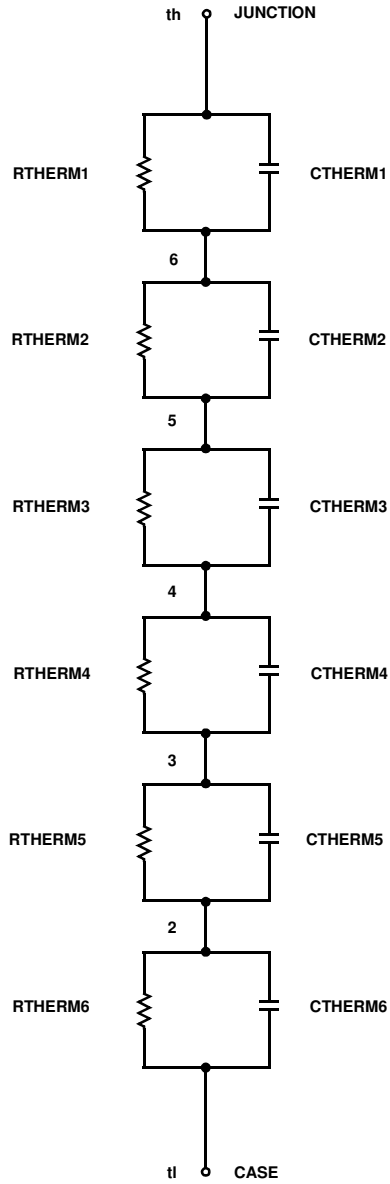 th JUNCTION
RTHERM1 CTHERM1
6
RTHERM2 CTHERM2
5
RTHERM3 CTHERM3
4
RTHERM4 CTHERM4
3
RTHERM5 CTHERM5
2
RTHERM6 CTHERM6
tl CASE